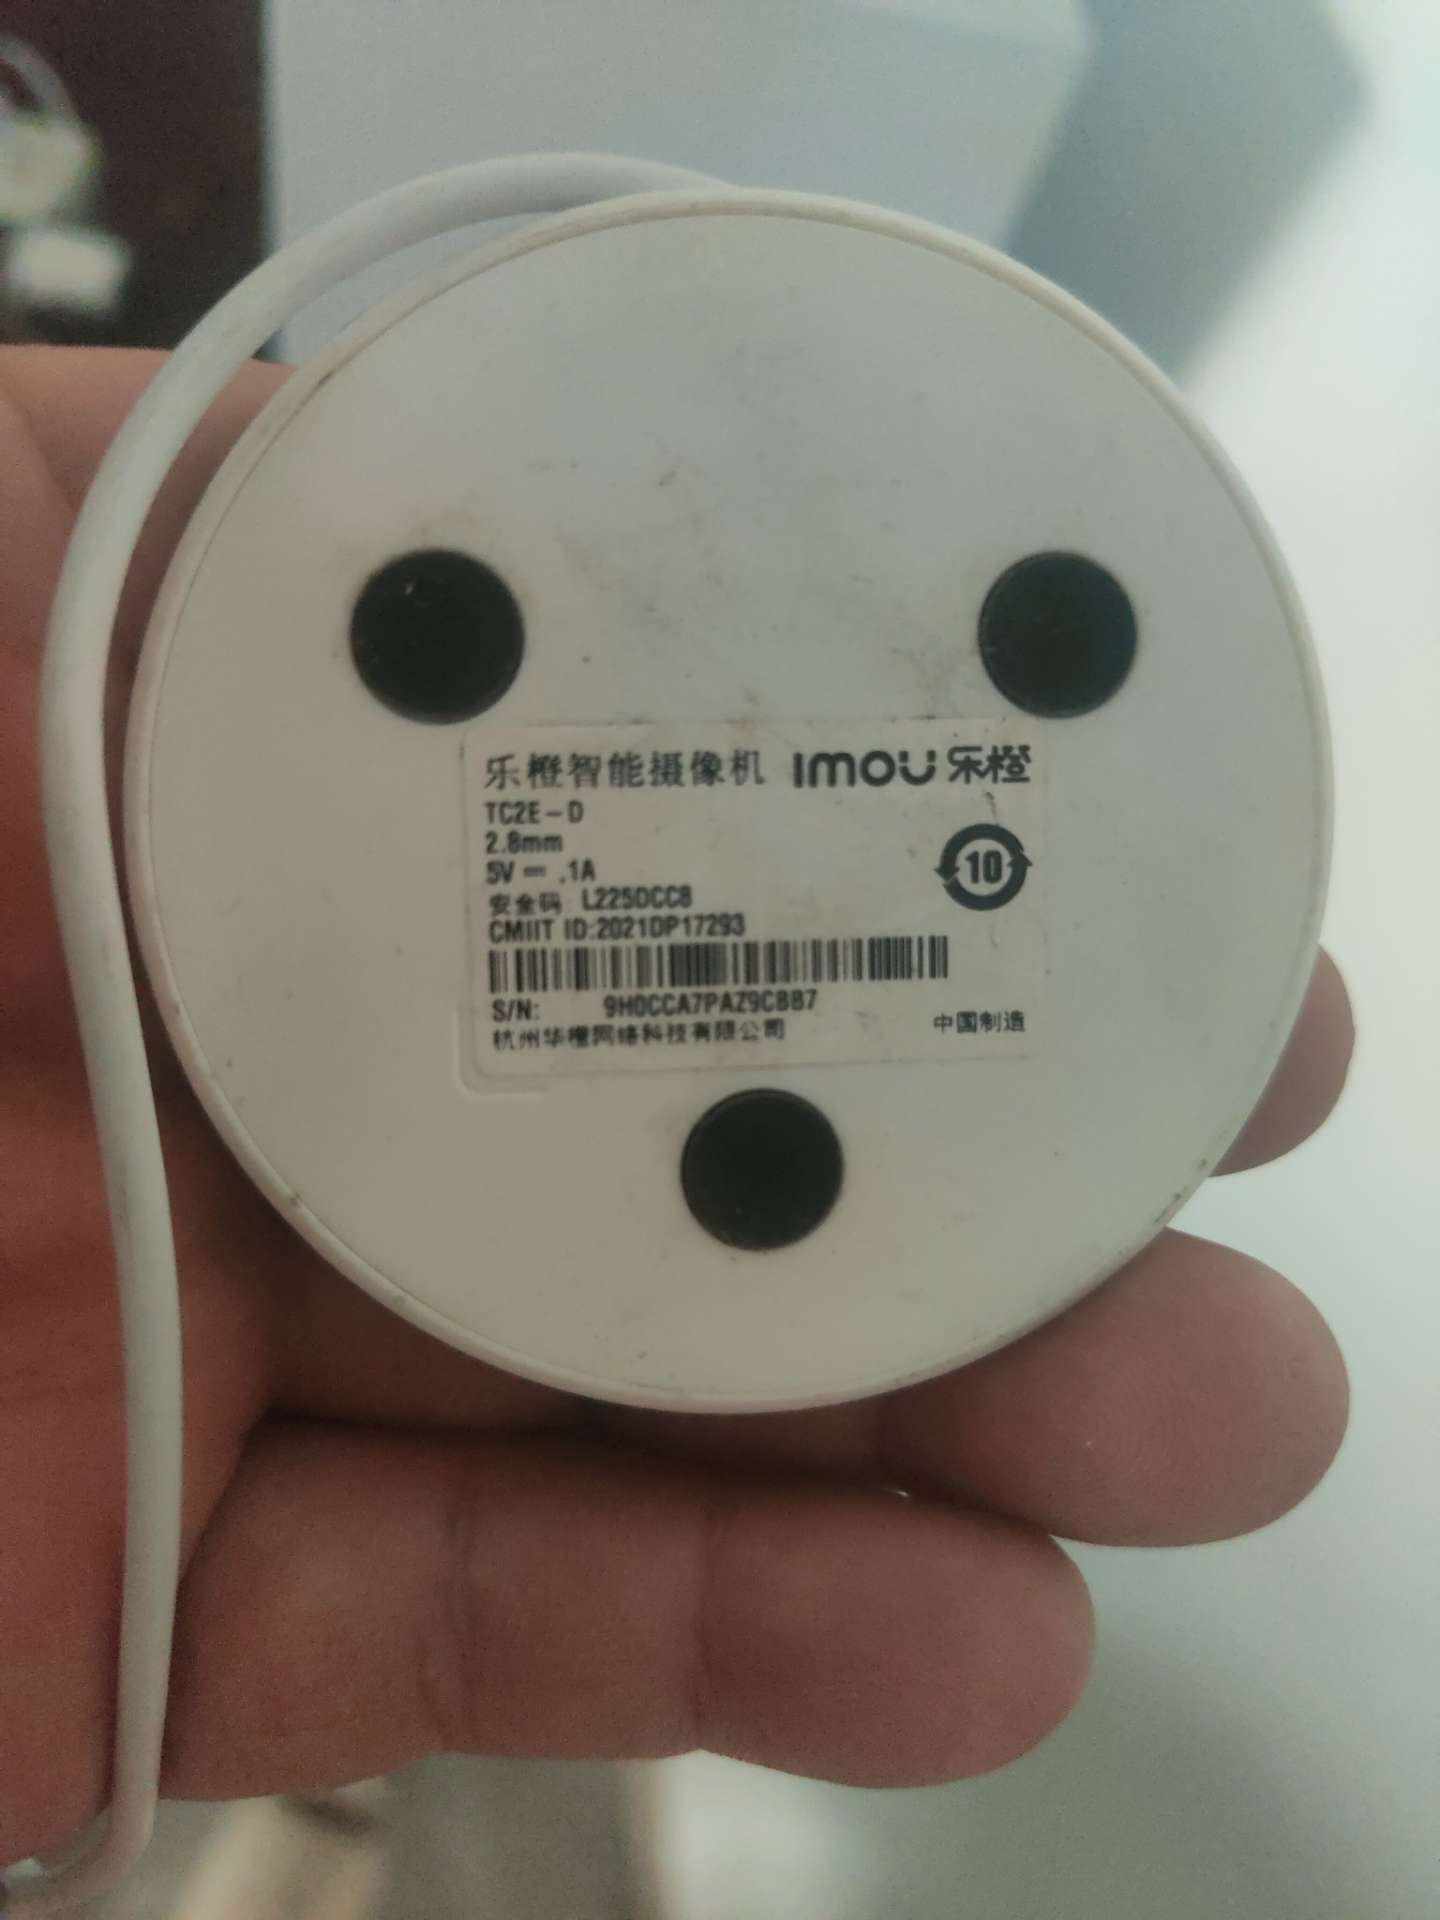 乐橙智能摄像机 imou 乐橙
TC2E-D
2.8mm
5V ⎓ .1A
10
安全码 L225DCC8
CMIIT ID:2021DP17293
S/N: 9H0CCA7PAZ9CBB7
杭州华橙网络科技有限公司
中国制造